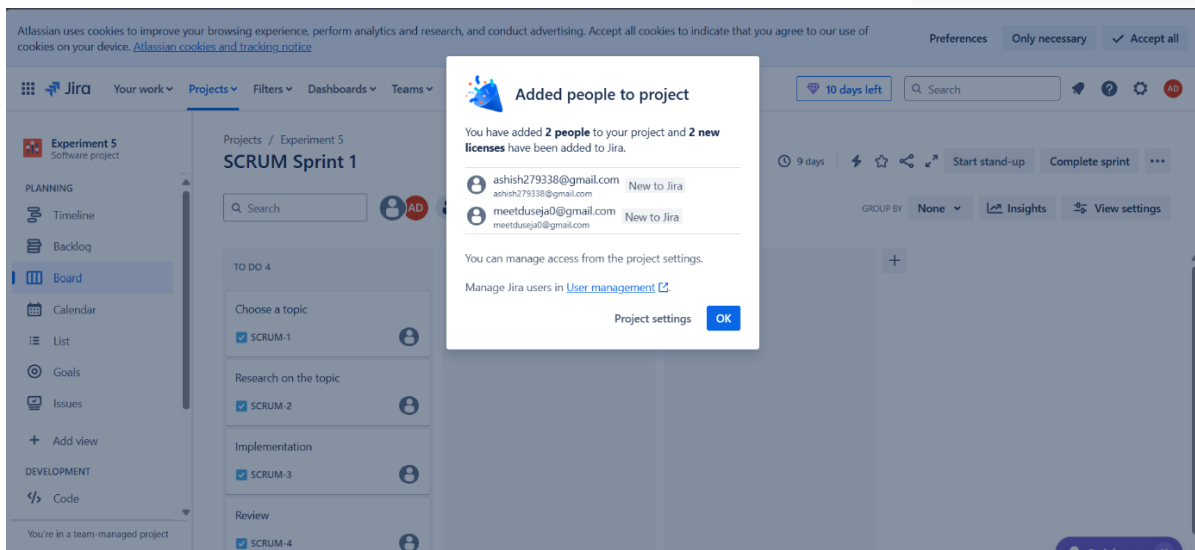 Atlassian uses cookies to improve your browsing experience, perform analytics and research, and conduct advertising. Accept all cookies to indicate that you agree to our use of
cookies on your device. Atlassian cookies and tracking notice
Preferences
Only necessary
Accept all
Jira
Your work
Projects
Filters
Dashboards
Teams
10 days left
Search
AD
Experiment 5
Software project
PLANNING
Timeline
Backlog
Board
Calendar
List
Goals
Issues
Add view
DEVELOPMENT
Code
You're in a team-managed project
Projects / Experiment 5
SCRUM Sprint 1
9 days
Start stand-up
Complete sprint
Search
AD
GROUP BY
None
Insights
View settings
TO DO 4
Choose a topic
SCRUM-1
Research on the topic
SCRUM-2
Implementation
SCRUM-3
Review
SCRUM-4
Added people to project
You have added 2 people to your project and 2 new
licenses have been added to Jira.
ashish279338@gmail.com New to Jira
ashish279338@gmail.com
meetduseja0@gmail.com New to Jira
meetduseja0@gmail.com
You can manage access from the project settings.
Manage Jira users in User management.
Project settings
OK